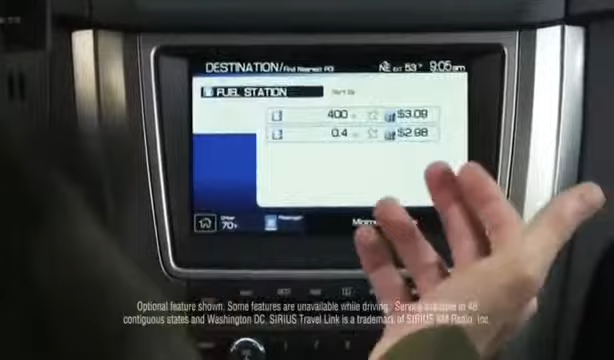 DESTINATION/Find Nearest POI NE EXT 53° 9:05am
FUEL STATION Sort by
400 $3.09
0.4 $2.98
Driver
70°
Passenger
Optional feature shown. Some features are unavailable while driving. Service available in 48
contiguous states and Washington DC. SIRIUS Travel Link is a trademark of SIRIUS XM Radio, Inc.